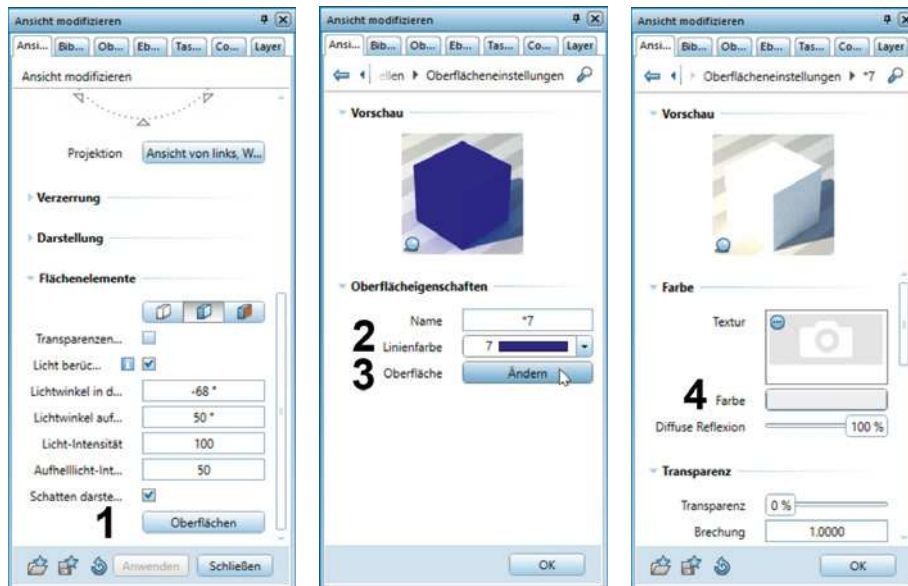 Ansicht modifizieren
Ansi... Bib... Ob... Eb... Tas... Co... Layer
Ansicht modifizieren
Projektion Ansicht von links, W...
Verzerrung
Darstellung
Flächenelemente
Transparenzen...
Licht berüc... i
Lichtwinkel in d... -68 °
Lichtwinkel auf... 50 °
Licht-Intensität 100
Aufhelllicht-Int... 50
Schatten darste...
1 Oberflächen
Anwenden Schließen
Ansicht modifizieren
Ansi... Bib... Ob... Eb... Tas... Co... Layer
ellen Oberflächeneinstellungen
Vorschau
Oberflächeigenschaften
Name *7
2 Linienfarbe 7
3 Oberfläche Ändern
OK
Ansicht modifizieren
Ansi... Bib... Ob... Eb... Tas... Co... Layer
Oberflächeneinstellungen *7
Vorschau
Farbe
Textur
4 Farbe
Diffuse Reflexion 100 %
Transparenz
Transparenz 0 %
Brechung 1.0000
OK